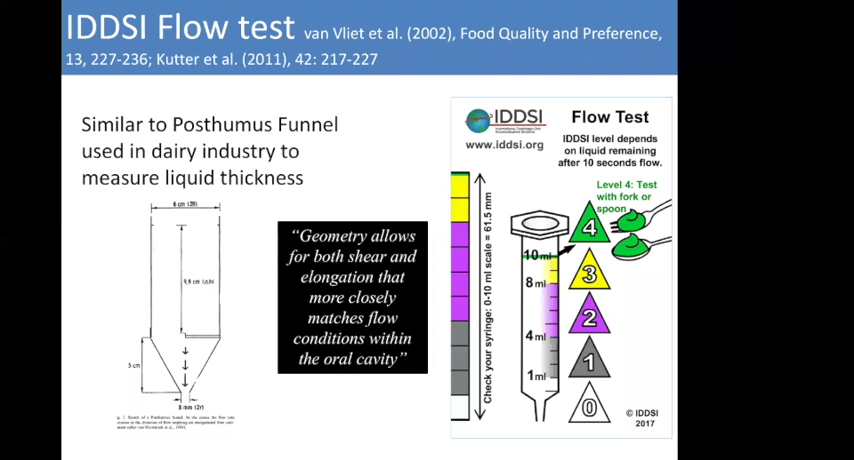 IDDSI Flow test van Vliet et al. (2002), Food Quality and Preference,
13, 227-236; Kutter et al. (2011), 42: 217-227
Similar to Posthumus Funnel
used in dairy industry to
measure liquid thickness
6 cm (2R)
9,8 cm
5 cm
8 mm (2r)
“Geometry allows
for both shear and
elongation that
more closely
matches flow
conditions within
the oral cavity”
IDDSI
www.iddsi.org
Flow Test
IDDSI level depends
on liquid remaining
after 10 seconds flow.
Level 4: Test
with fork or
spoon
Check your syringe: 0-10 ml scale = 61.5 mm
10 ml
8 ml
4 ml
1 ml
4
3
2
1
0
© IDDSI
2017